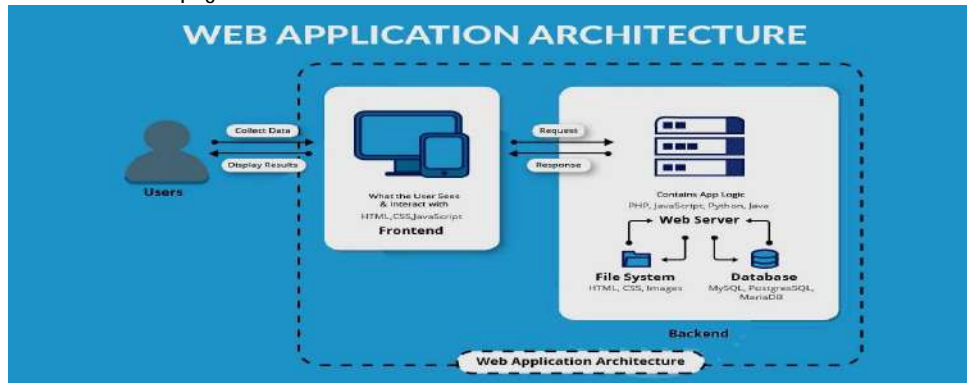 WEB APPLICATION ARCHITECTURE
Collect Data
Display Results
Users
What the User Sees
& Interact with
HTML,CSS,JavaScript
Frontend
Request
Response
Contains App Logic
PHP, JavaScript, Python, Java
Web Server
File System
HTML, CSS, Images
Database
MySQL, PostgreSQL,
MariaDB
Backend
Web Application Architecture